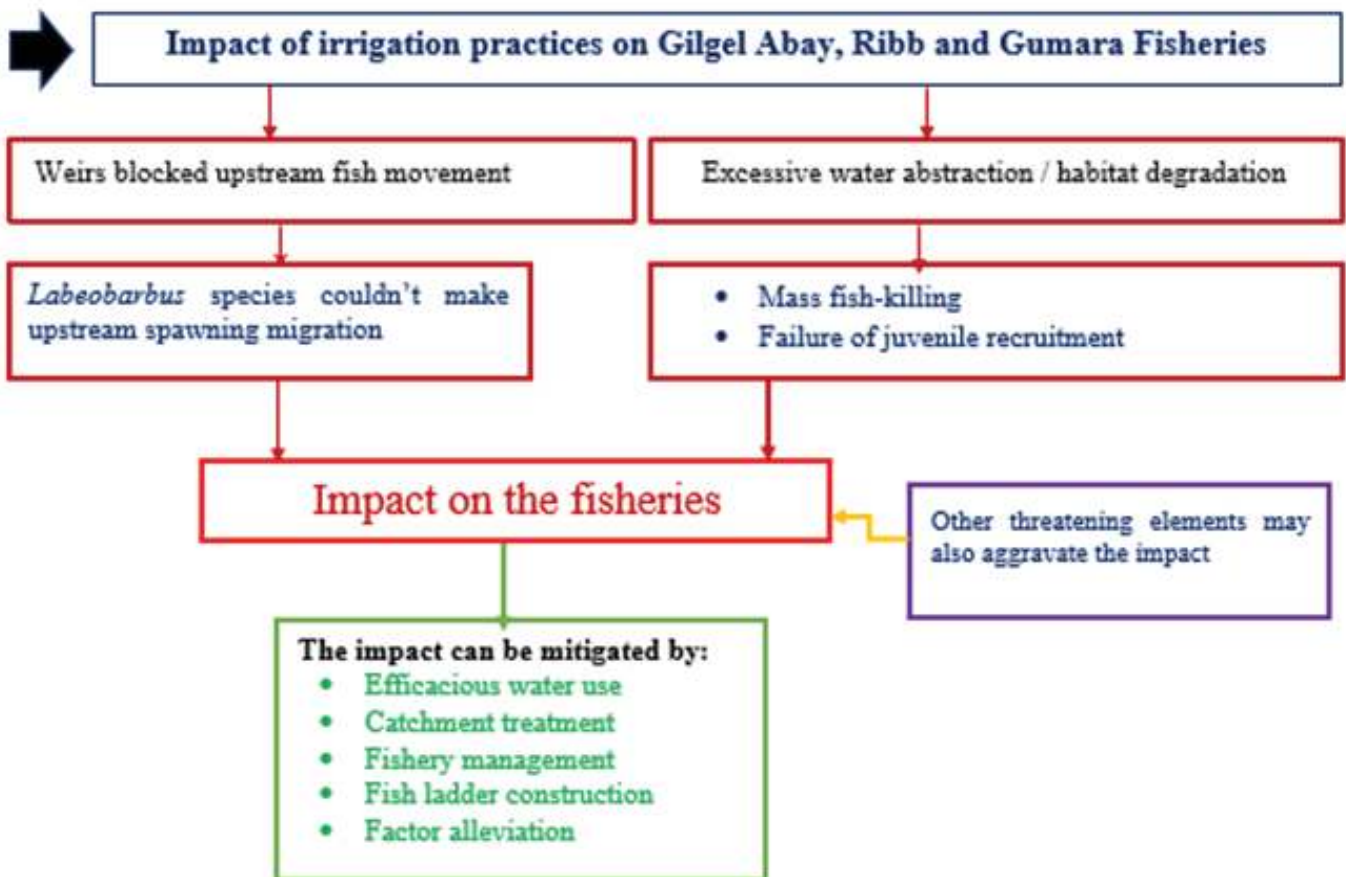 Impact of irrigation practices on Gilgel Abay, Ribb and Gumara Fisheries
Weirs blocked upstream fish movement
Excessive water abstraction / habitat degradation
Labeobarbus species couldn't make
upstream spawning migration
• Mass fish-killing
• Failure of juvenile recruitment
Impact on the fisheries
Other threatening elements may
also aggravate the impact
The impact can be mitigated by:
• Efficacious water use
• Catchment treatment
• Fishery management
• Fish ladder construction
• Factor alleviation